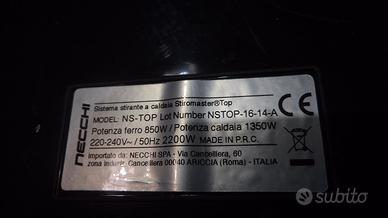 NECCHI
Sistema stirante a caldaia Stiromaster®Top
MODEL: NS-TOP Lot Number NSTOP-16-14-A
Potenza ferro 850W / Potenza caldaia 1350W
220-240V~ / 50Hz 2200W MADE IN P.R.C.
Importato da: NECCHI SPA - Via Cancelliera, 60
zona Industr. Cancelliera 00040 ARICCIA (Roma) - ITALIA
CE
subito